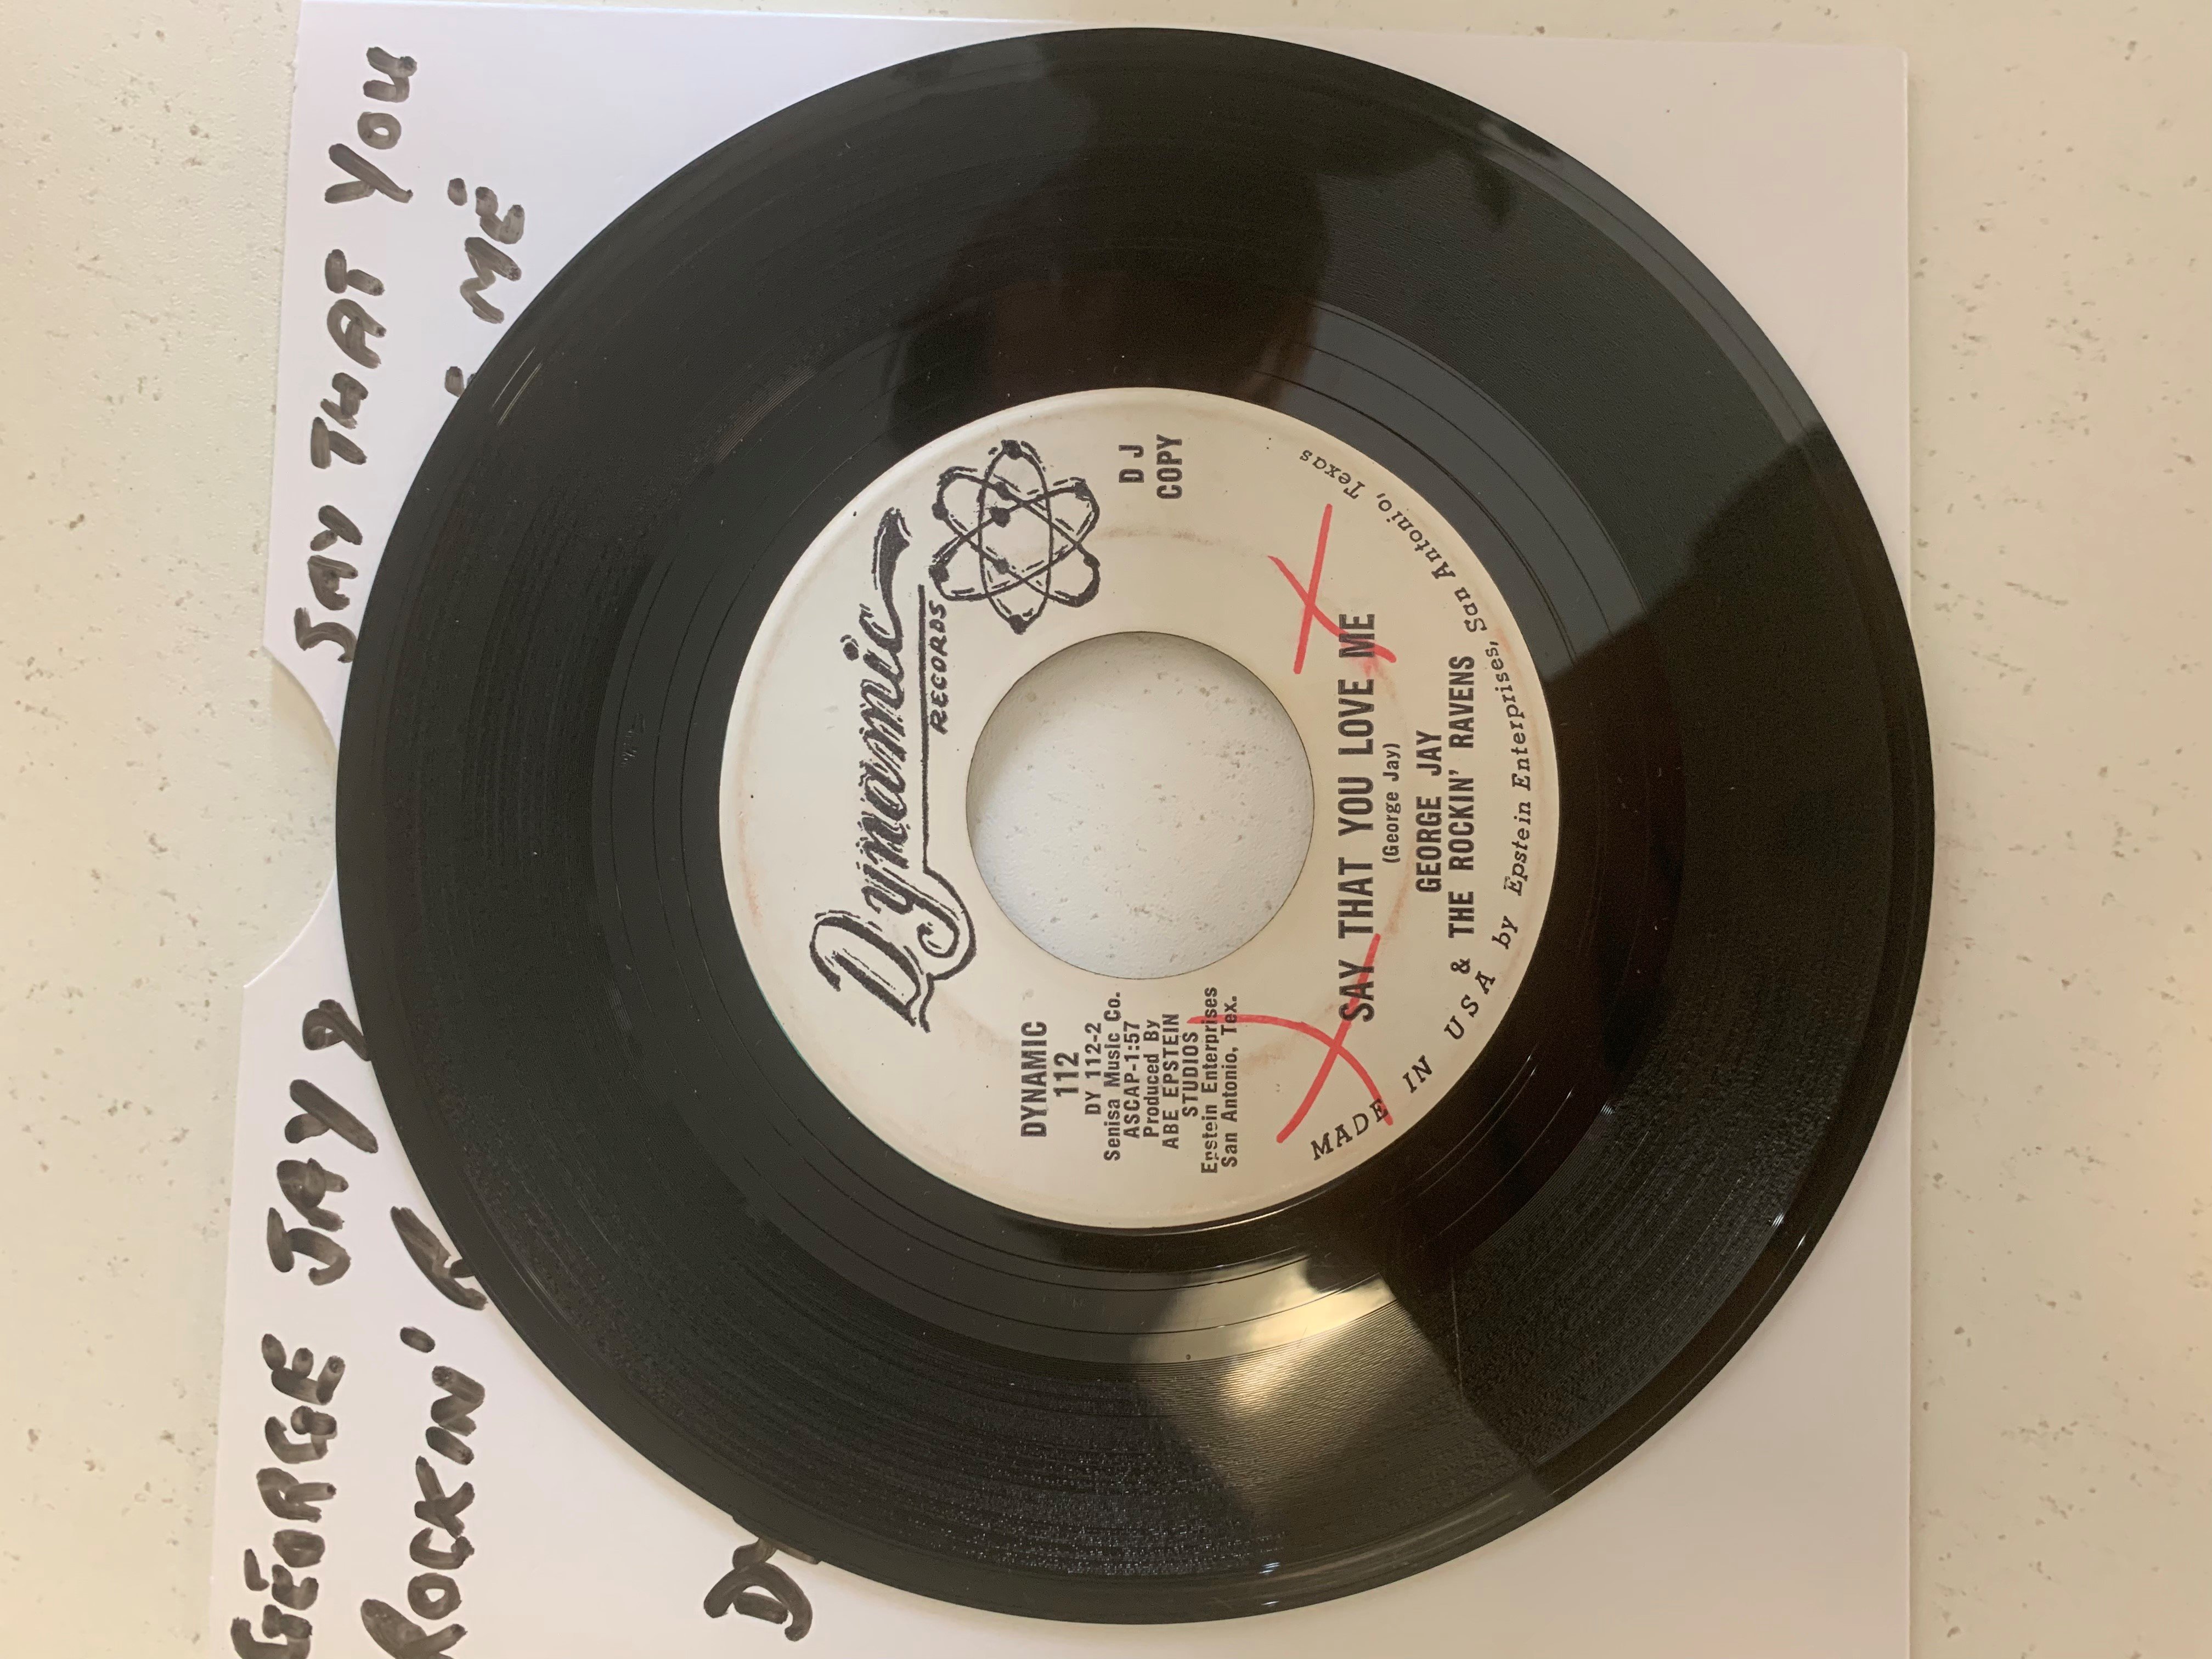 SAY THAT YOU
ME
GEORGE JAY &
ROCKIN'
DY
Dynamic
RECORDS
DYNAMIC
112
DY 112-2
Senisa Music Co.
ASCAP-1:57
Produced By
ABE EPSTEIN
STUDIOS
Epstein Enterprises
San Antonio, Tex.
D J
COPY
SAY THAT YOU LOVE ME
(George Jay)
GEORGE JAY
& THE ROCKIN' RAVENS
MADE IN USA by Epstein Enterprises, San Antonio, Texas